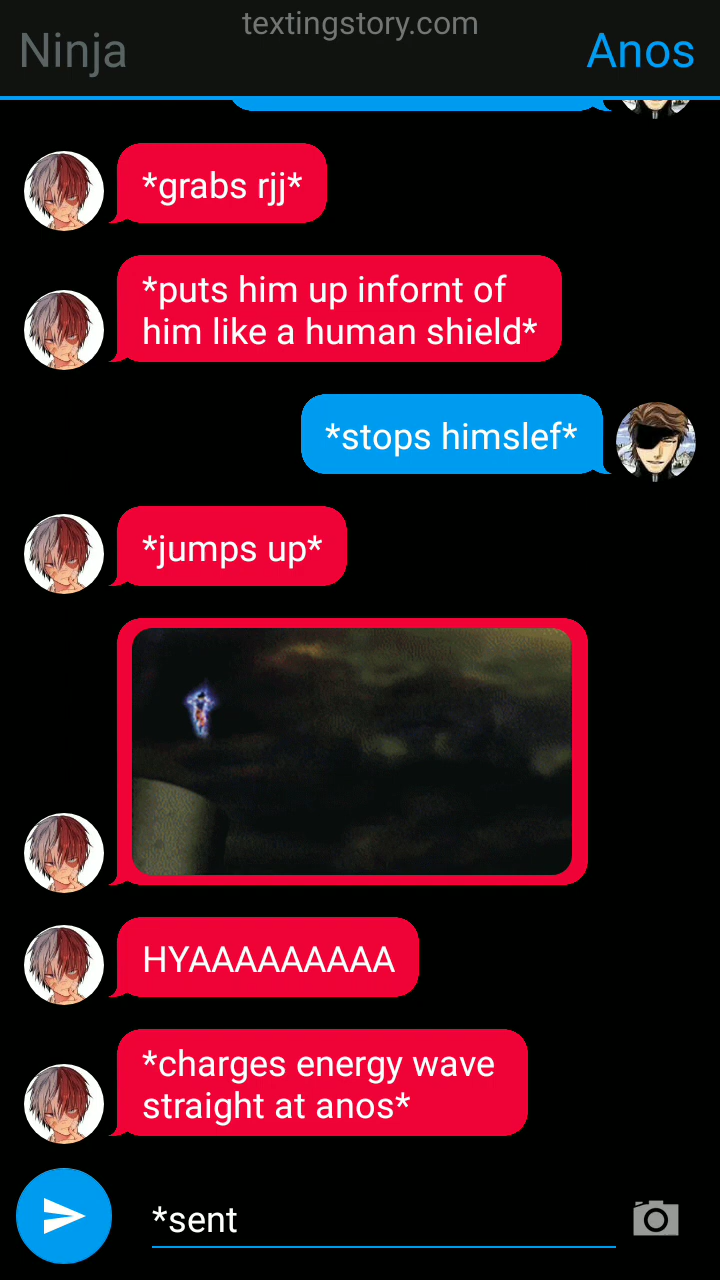 textingstory.com
Ninja
Anos
*grabs rjj*
*puts him up infornt of
him like a human shield*
*stops himslef*
*jumps up*
HYAAAAAAAAA
*charges energy wave
straight at anos*
*sent